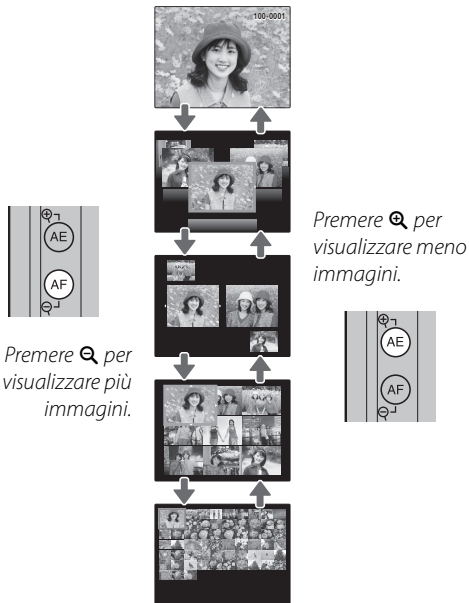 100-0001
AE
AF
Premere per
visualizzare più
immagini.
Premere per
visualizzare meno
immagini.
AE
AF